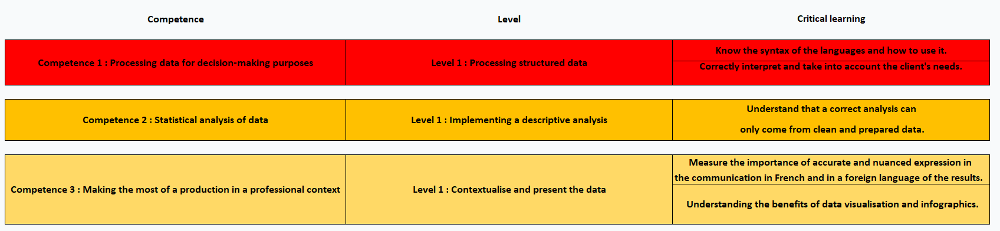 Competence
Level
Critical learning
Competence 1 : Processing data for decision-making purposes
Level 1 : Processing structured data
Know the syntax of the languages and how to use it.
Correctly interpret and take into account the client's needs.
Competence 2 : Statistical analysis of data
Level 1 : Implementing a descriptive analysis
Understand that a correct analysis can
only come from clean and prepared data.
Competence 3 : Making the most of a production in a professional context
Level 1 : Contextualise and present the data
Measure the importance of accurate and nuanced expression in
the communication in French and in a foreign language of the results.
Understanding the benefits of data visualisation and infographics.